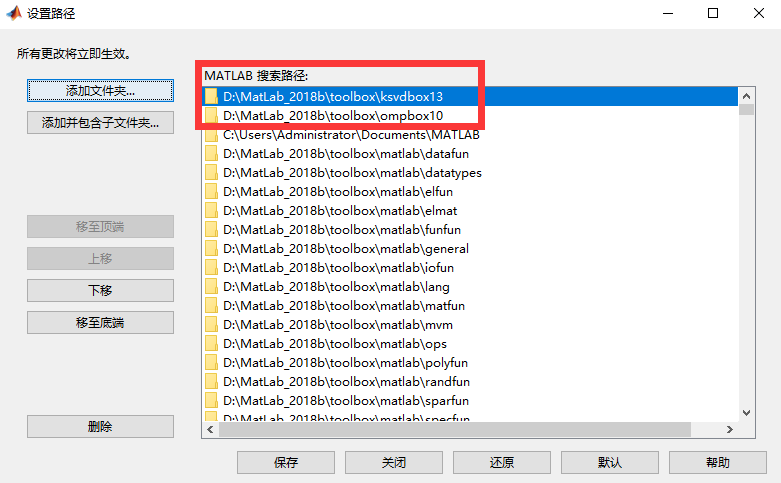 设置路径
所有更改将立即生效。
添加文件夹...
添加并包含子文件夹...
移至顶端
上移
下移
移至底端
删除
MATLAB 搜索路径:
D:\MatLab_2018b\toolbox\ksvdbox13
D:\MatLab_2018b\toolbox\ompbox10
C:\Users\Administrator\Documents\MATLAB
D:\MatLab_2018b\toolbox\matlab\datafun
D:\MatLab_2018b\toolbox\matlab\datatypes
D:\MatLab_2018b\toolbox\matlab\elfun
D:\MatLab_2018b\toolbox\matlab\elmat
D:\MatLab_2018b\toolbox\matlab\funfun
D:\MatLab_2018b\toolbox\matlab\general
D:\MatLab_2018b\toolbox\matlab\iofun
D:\MatLab_2018b\toolbox\matlab\lang
D:\MatLab_2018b\toolbox\matlab\matfun
D:\MatLab_2018b\toolbox\matlab\mvm
D:\MatLab_2018b\toolbox\matlab\ops
D:\MatLab_2018b\toolbox\matlab\polyfun
D:\MatLab_2018b\toolbox\matlab\randfun
D:\MatLab_2018b\toolbox\matlab\sparfun
D:\MatLab_2018b\toolbox\matlab\specfun
保存 关闭 还原 默认 帮助